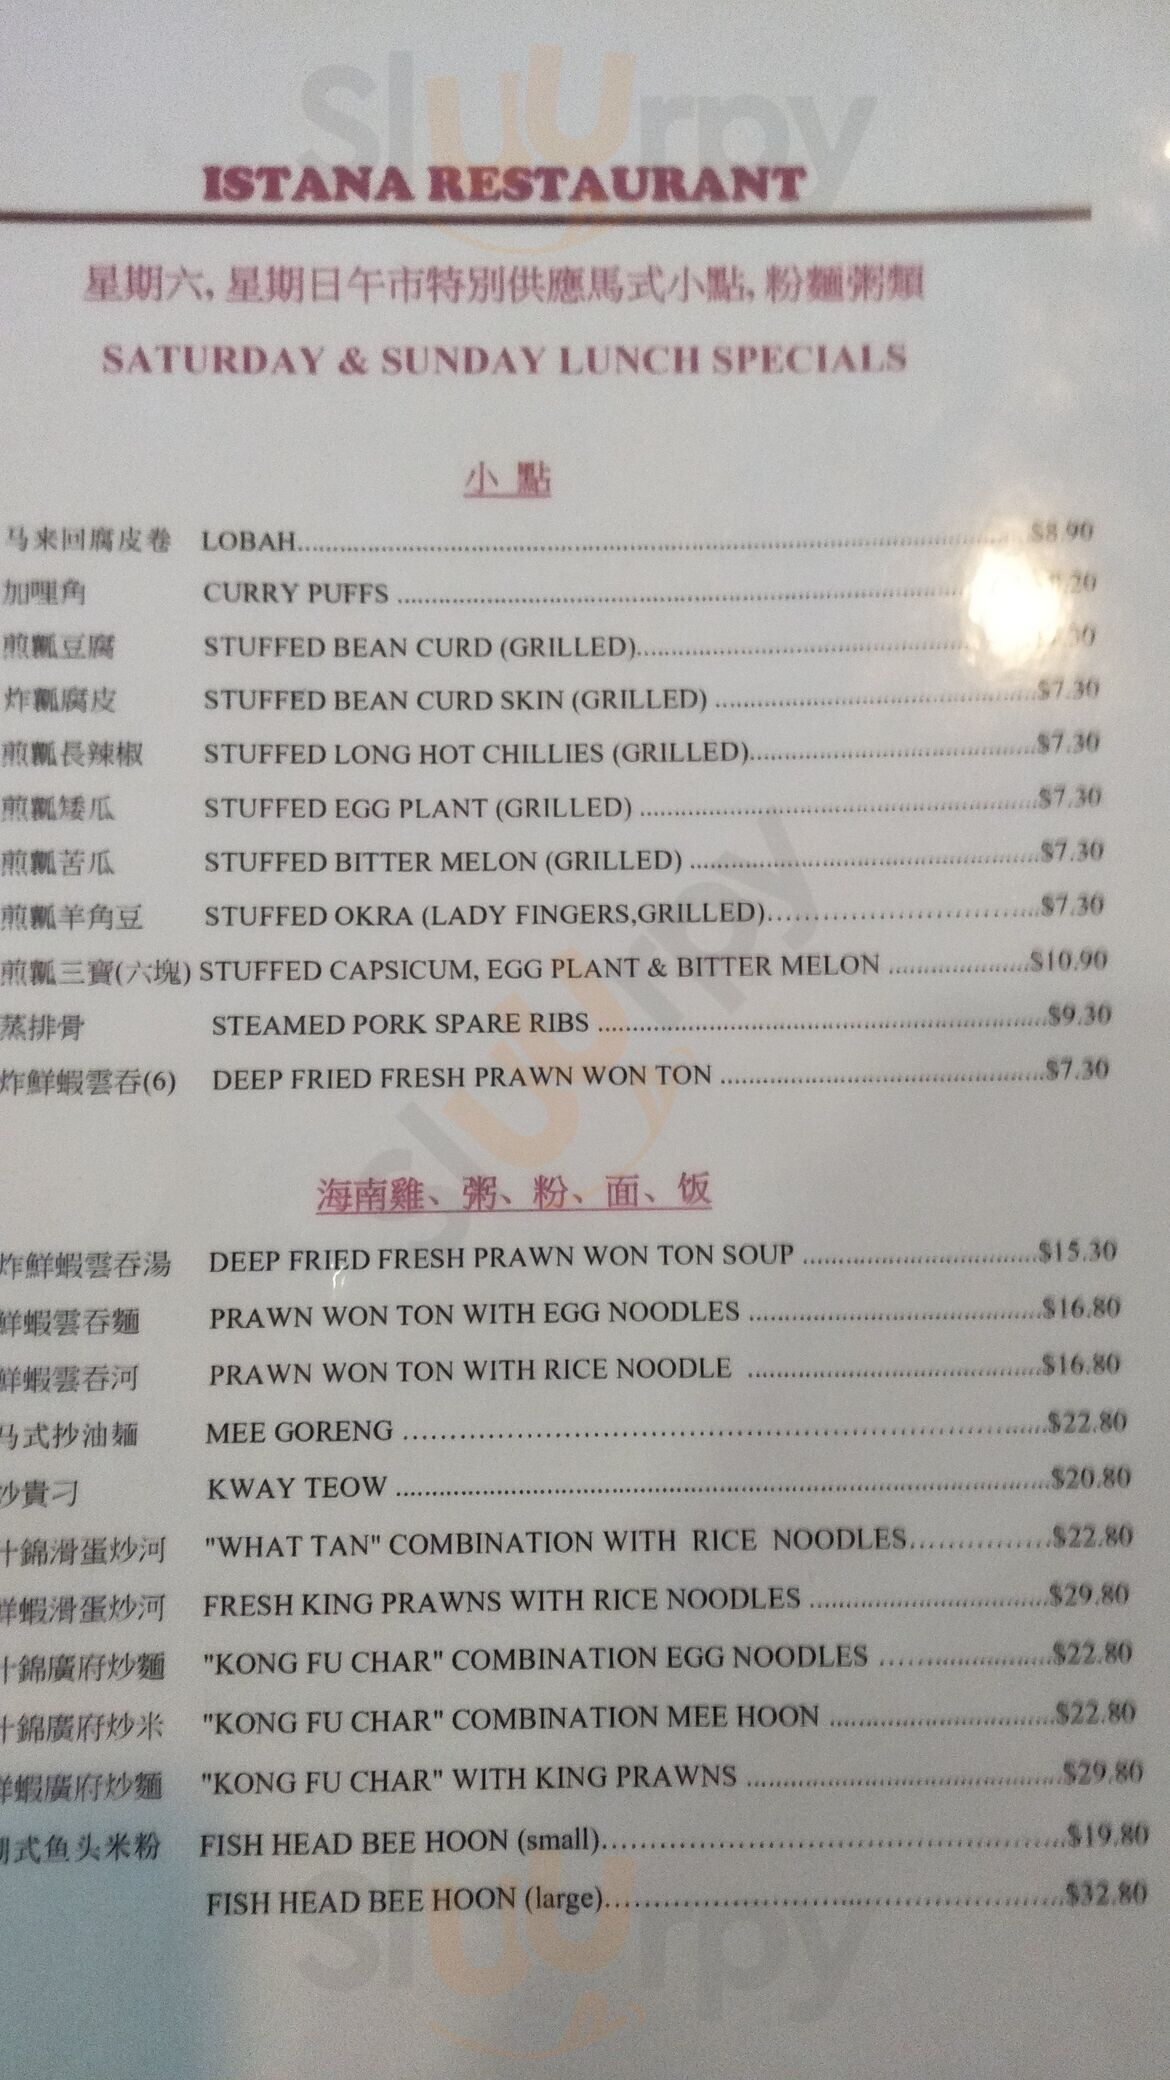 Sluurpy
ISTANA RESTAURANT
星期六, 星期日午市特別供應馬式小點, 粉麵粥類
SATURDAY & SUNDAY LUNCH SPECIALS
小 點
马来回腐皮卷 LOBAH...$8.90
加哩角 CURRY PUFFS ...20
煎釀豆腐 STUFFED BEAN CURD (GRILLED)...30
炸釀腐皮 STUFFED BEAN CURD SKIN (GRILLED) ...$7.30
煎釀長辣椒 STUFFED LONG HOT CHILLIES (GRILLED)...$7.30
煎釀矮瓜 STUFFED EGG PLANT (GRILLED) ...$7.30
煎釀苦瓜 STUFFED BITTER MELON (GRILLED) ...$7.30
煎釀羊角豆 STUFFED OKRA (LADY FINGERS,GRILLED)...$7.30
煎釀三寶(六塊) STUFFED CAPSICUM, EGG PLANT & BITTER MELON ...$10.90
蒸排骨 STEAMED PORK SPARE RIBS ...$9.30
炸鮮蝦雲吞(6) DEEP FRIED FRESH PRAWN WON TON ...$7.30
Sluurpy
海南雞、粥、粉、面、饭
炸鮮蝦雲吞湯 DEEP FRIED FRESH PRAWN WON TON SOUP ...$15.30
鮮蝦雲吞麵 PRAWN WON TON WITH EGG NOODLES ...$16.80
鮮蝦雲吞河 PRAWN WON TON WITH RICE NOODLE ...$16.80
马式抄油麺 MEE GORENG ...$22.80
炒貴刁 KWAY TEOW ...$20.80
什錦滑蛋炒河 "WHAT TAN" COMBINATION WITH RICE NOODLES...$22.80
鮮蝦滑蛋炒河 FRESH KING PRAWNS WITH RICE NOODLES ...$29.80
什錦廣府炒麵 "KONG FU CHAR" COMBINATION EGG NOODLES ...$22.80
什錦廣府炒米 "KONG FU CHAR" COMBINATION MEE HOON ...$22.80
鮮蝦廣府炒麵 "KONG FU CHAR" WITH KING PRAWNS ...$29.80
式鱼头米粉 FISH HEAD BEE HOON (small)...$19.80
FISH HEAD BEE HOON (large)...$32.80
Sluurpy